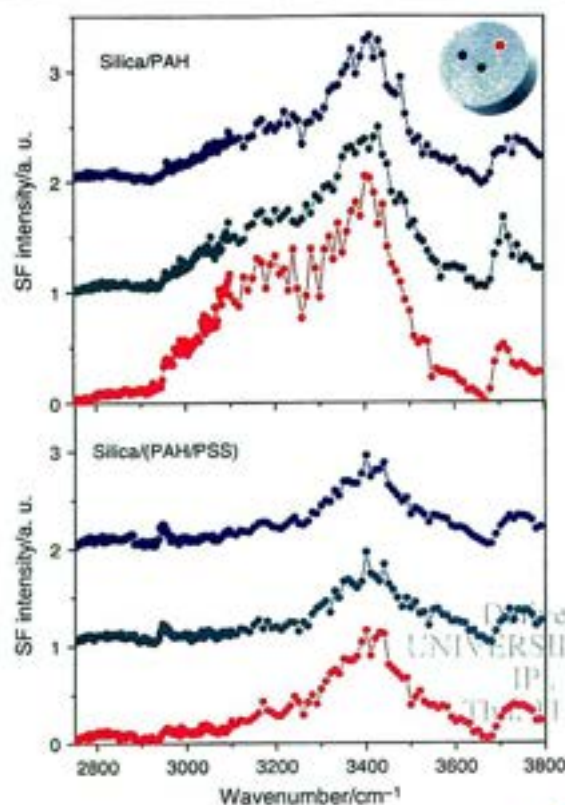 Silica/PAH
SF intensity/a. u.
3
2
1
0
Silica/(PAH/PSS)
SF intensity/a. u.
3
2
1
0
UNIVERSI
IP
2800 3000 3200 3400 3600 3800
Wavenumber/cm⁻¹